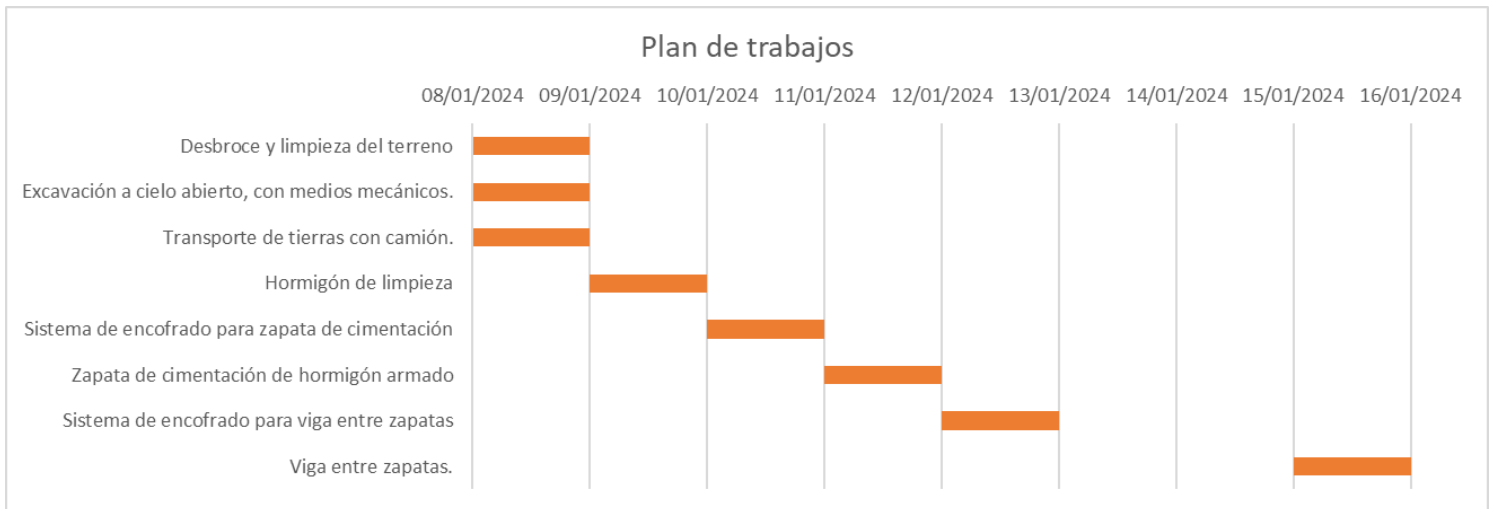 Plan de trabajos
08/01/2024 09/01/2024 10/01/2024 11/01/2024 12/01/2024 13/01/2024 14/01/2024 15/01/2024 16/01/2024
Desbroce y limpieza del terreno
Excavación a cielo abierto, con medios mecánicos.
Transporte de tierras con camión.
Hormigón de limpieza
Sistema de encofrado para zapata de cimentación
Zapata de cimentación de hormigón armado
Sistema de encofrado para viga entre zapatas
Viga entre zapatas.